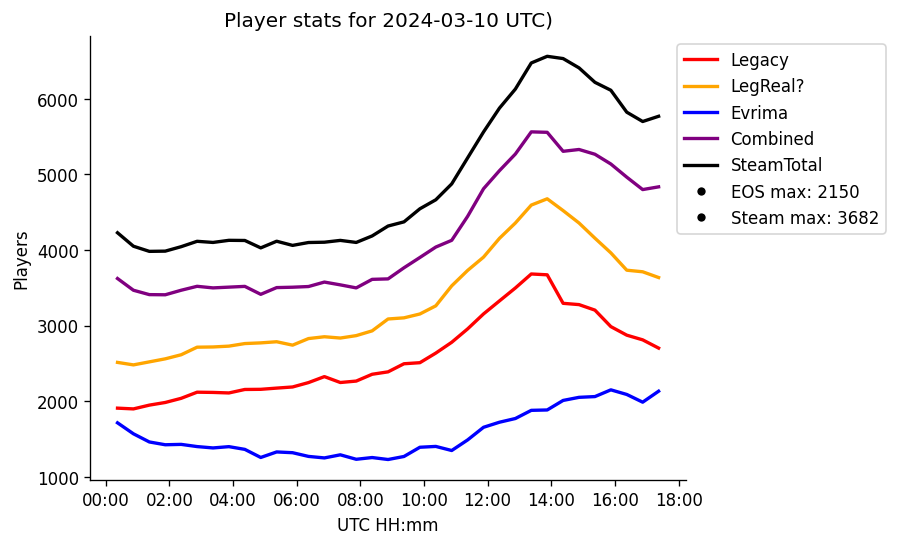 Player stats for 2024-03-10 UTC)
Legacy
LegReal?
Evrima
Combined
SteamTotal
EOS max: 2150
Steam max: 3682
Players
6000
5000
4000
3000
2000
1000
00:00 02:00 04:00 06:00 08:00 10:00 12:00 14:00 16:00 18:00
UTC HH:mm